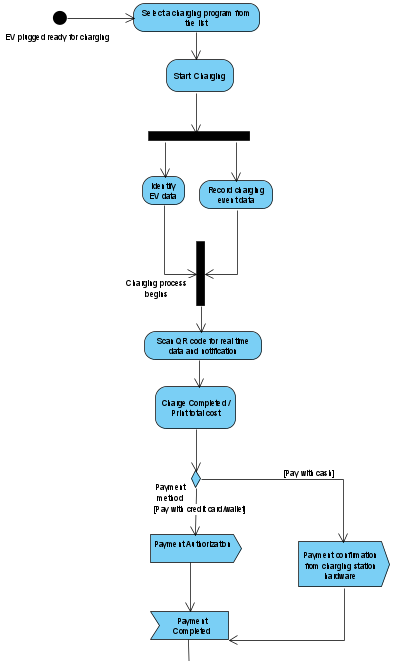 Select a charging program from
the list
EV plugged ready for charging
Start Charging
Identify
EV data
Record charging
event data
Charging process
begins
Scan QR code for real time
data and notification
Charge Completed /
Print total cost
Payment
method
[Pay with cash]
[Pay with credit card/wallet]
Payment Authorization
Payment confimation
from charging station
hardware
Payment
Completed